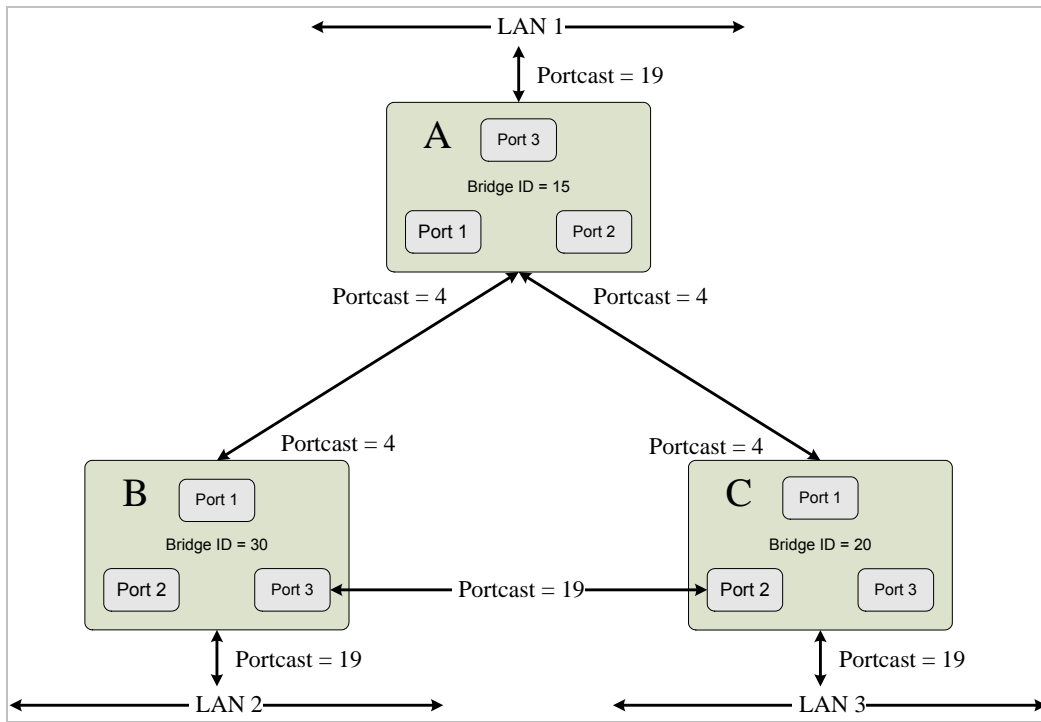 LAN 1
Portcast = 19
A
Port 3
Bridge ID = 15
Port 1
Port 2
Portcast = 4
Portcast = 4
Portcast = 4
Portcast = 4
B
Port 1
Bridge ID = 30
Port 2
Port 3
C
Port 1
Bridge ID = 20
Port 2
Port 3
Portcast = 19
Portcast = 19
Portcast = 19
LAN 2
LAN 3